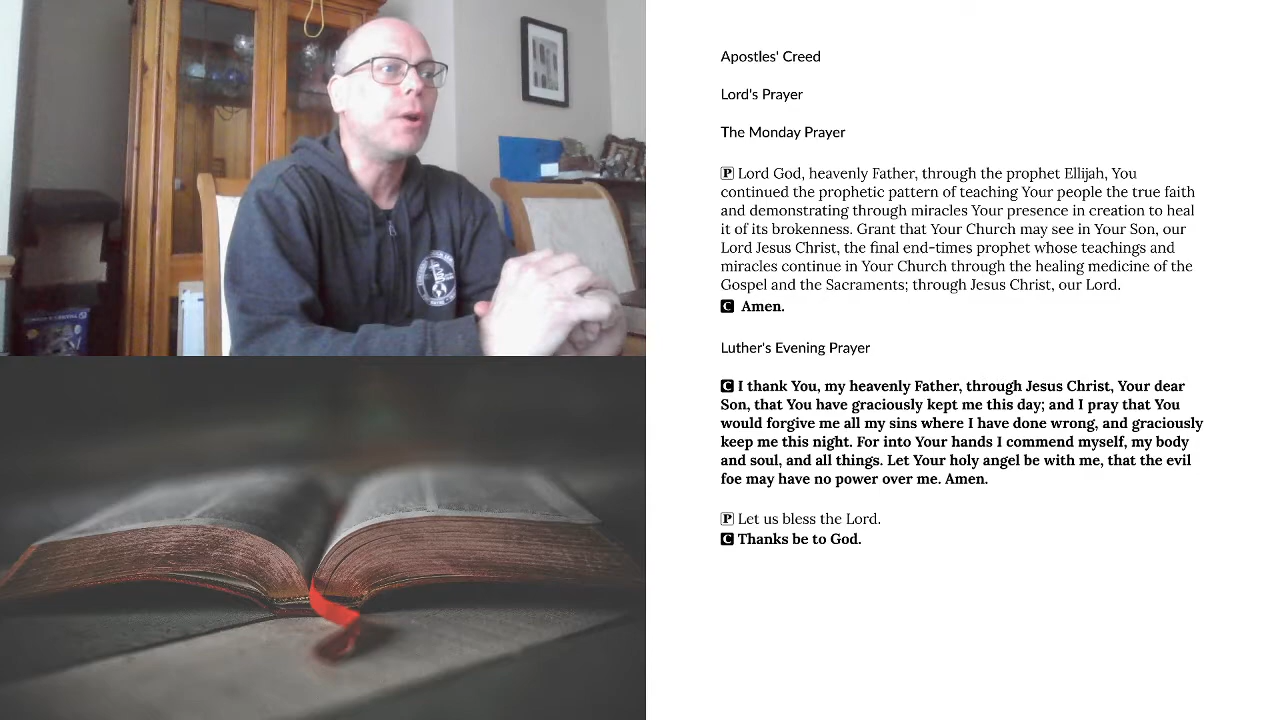 Apostles' Creed
Lord's Prayer
The Monday Prayer
P Lord God, heavenly Father, through the prophet Ellijah, You
continued the prophetic pattern of teaching Your people the true faith
and demonstrating through miracles Your presence in creation to heal
it of its brokenness. Grant that Your Church may see in Your Son, our
Lord Jesus Christ, the final end-times prophet whose teachings and
miracles continue in Your Church through the healing medicine of the
Gospel and the Sacraments; through Jesus Christ, our Lord.
C Amen.
Luther's Evening Prayer
C I thank You, my heavenly Father, through Jesus Christ, Your dear
Son, that You have graciously kept me this day; and I pray that You
would forgive me all my sins where I have done wrong, and graciously
keep me this night. For into Your hands I commend myself, my body
and soul, and all things. Let Your holy angel be with me, that the evil
foe may have no power over me. Amen.
P Let us bless the Lord.
C Thanks be to God.